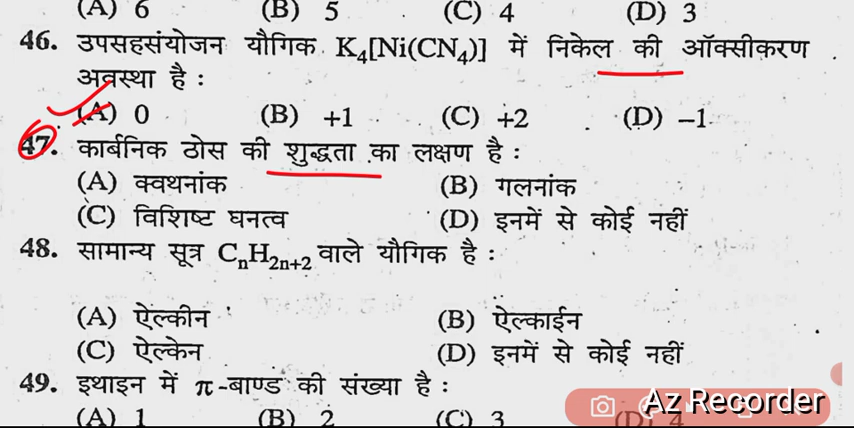 (A) 6 (B) 5 (C) 4 (D) 3
46. उपसहसंयोजन यौगिक K₄[Ni(CN₄)] में निकेल की ऑक्सीकरण
अवस्था है :
(A) 0 (B) +1 (C) +2 (D) –1
47. कार्बनिक ठोस की शुद्धता का लक्षण है :
(A) क्वथनांक (B) गलनांक
(C) विशिष्ट घनत्व (D) इनमें से कोई नहीं
48. सामान्य सूत्र CₙH₂ₙ₊₂ वाले यौगिक है :
(A) ऐल्कीन (B) ऐल्काईन
(C) ऐल्केन (D) इनमें से कोई नहीं
49. इथाइन में π-बाण्ड की संख्या है :
(A) 1 (B) 2 (C) 3 (D) 4
Az Recorder